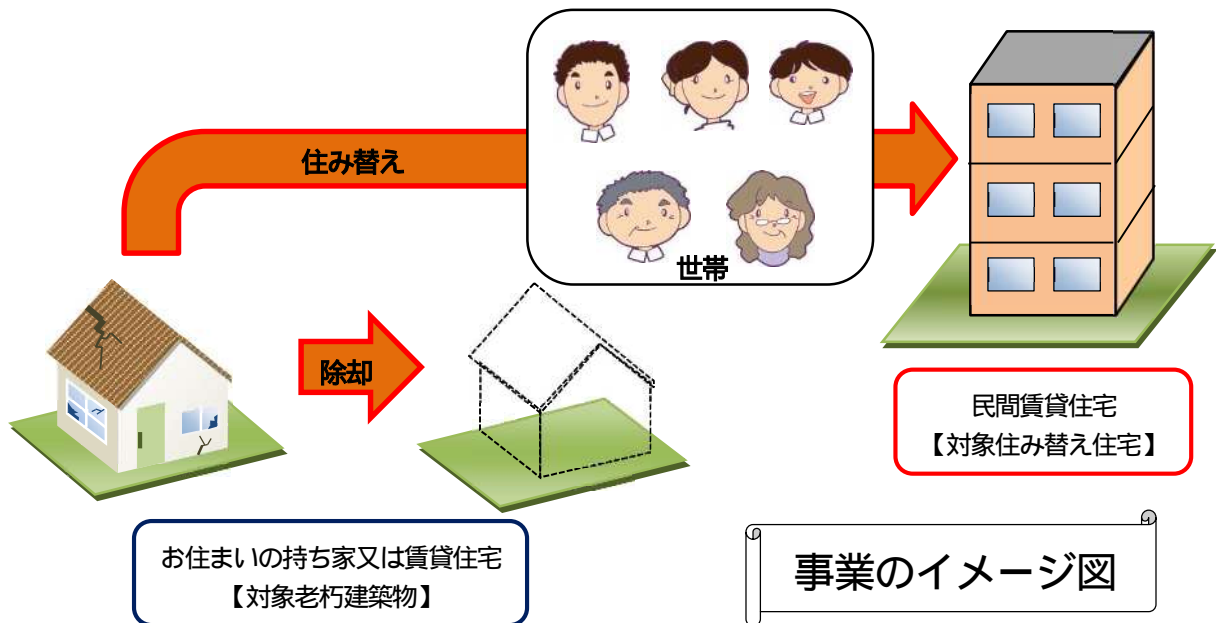 住み替え
世帯
除却
民間賃貸住宅
【対象住み替え住宅】
お住まいの持ち家又は賃貸住宅
【対象老朽建築物】
事業のイメージ図